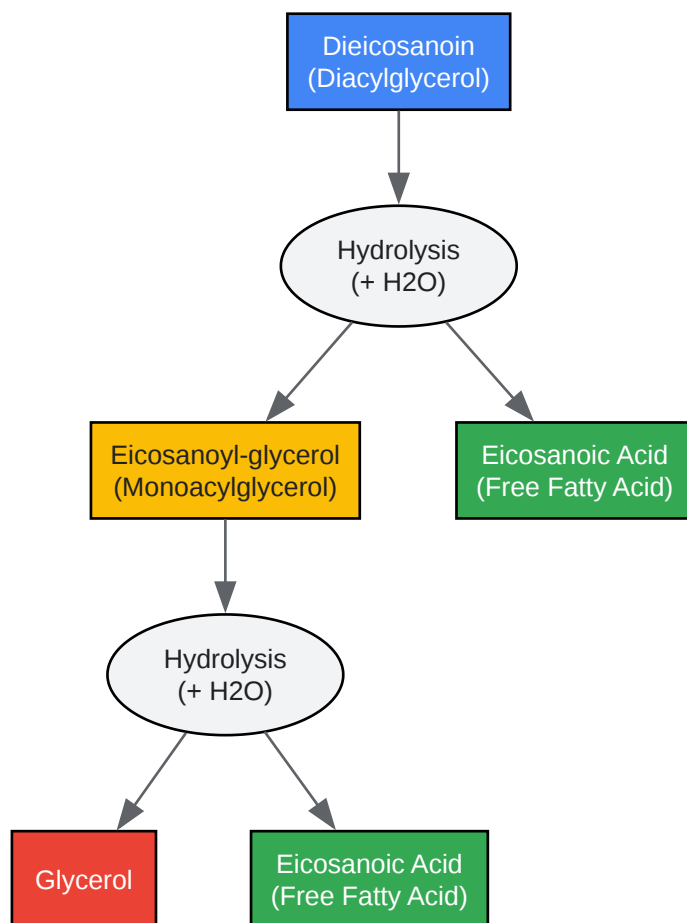 Dieicosanoin
(Diacylglycerol)
Hydrolysis
(+ H2O)
Eicosanoyl-glycerol
(Monoacylglycerol)
Eicosanoic Acid
(Free Fatty Acid)
Hydrolysis
(+ H2O)
Glycerol
Eicosanoic Acid
(Free Fatty Acid)